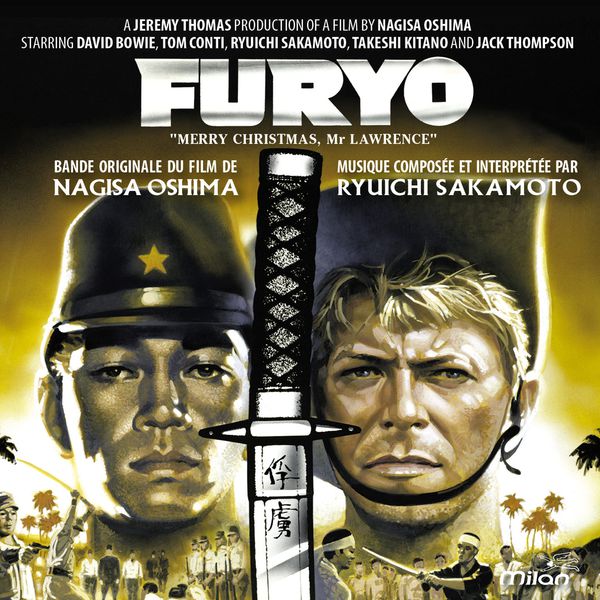 A JEREMY THOMAS PRODUCTION OF A FILM BY NAGISA OSHIMA
STARRING DAVID BOWIE, TOM CONTI, RYUICHI SAKAMOTO, TAKESHI KITANO AND JACK THOMPSON
FURYO
"MERRY CHRISTMAS, Mr LAWRENCE"
BANDE ORIGINALE DU FILM DE
NAGISA OSHIMA
MUSIQUE COMPOSÉE ET INTERPRÉTÉE PAR
RYUICHI SAKAMOTO
俘
虜
milan